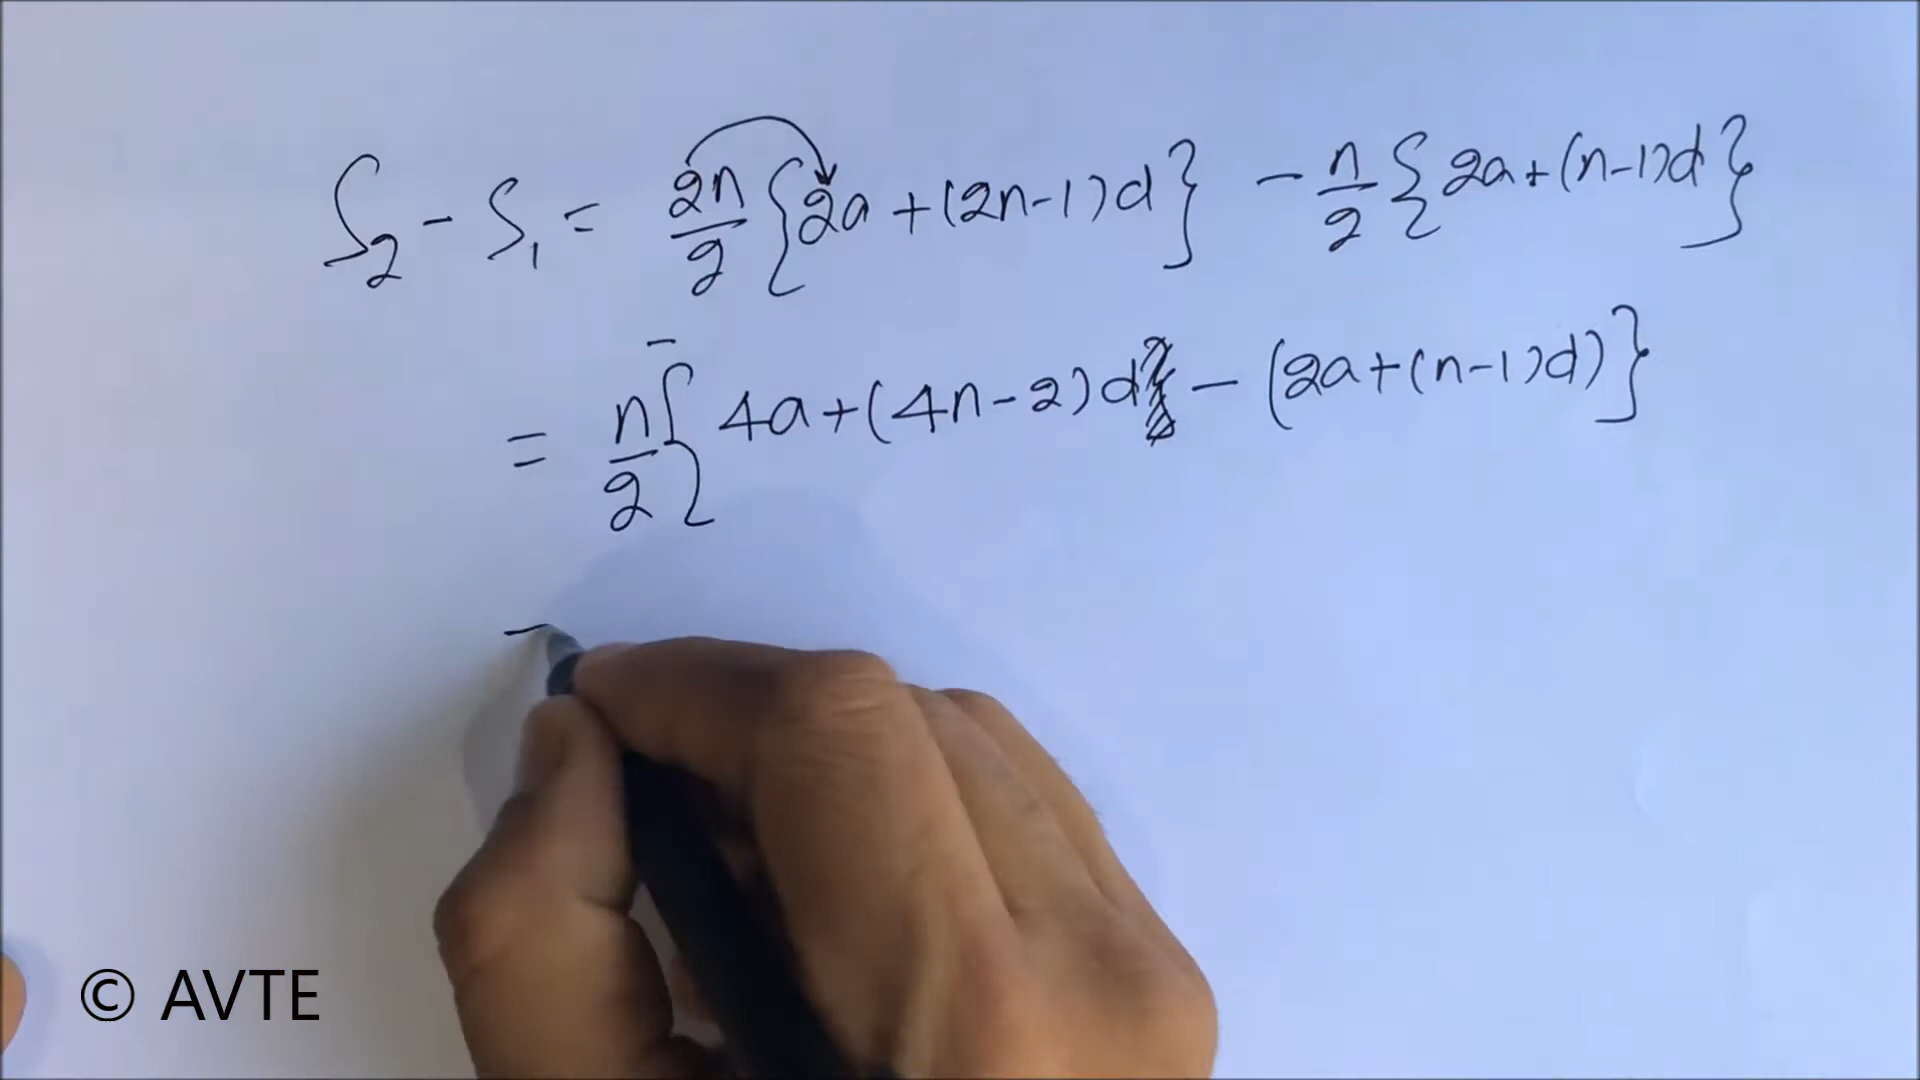 S₂ - S₁ = 2n/2 {2a + (2n-1)d} - n/2 {2a + (n-1)d}
= n/2 { 4a + (4n-2)d - (2a + (n-1)d) }
© AVTE